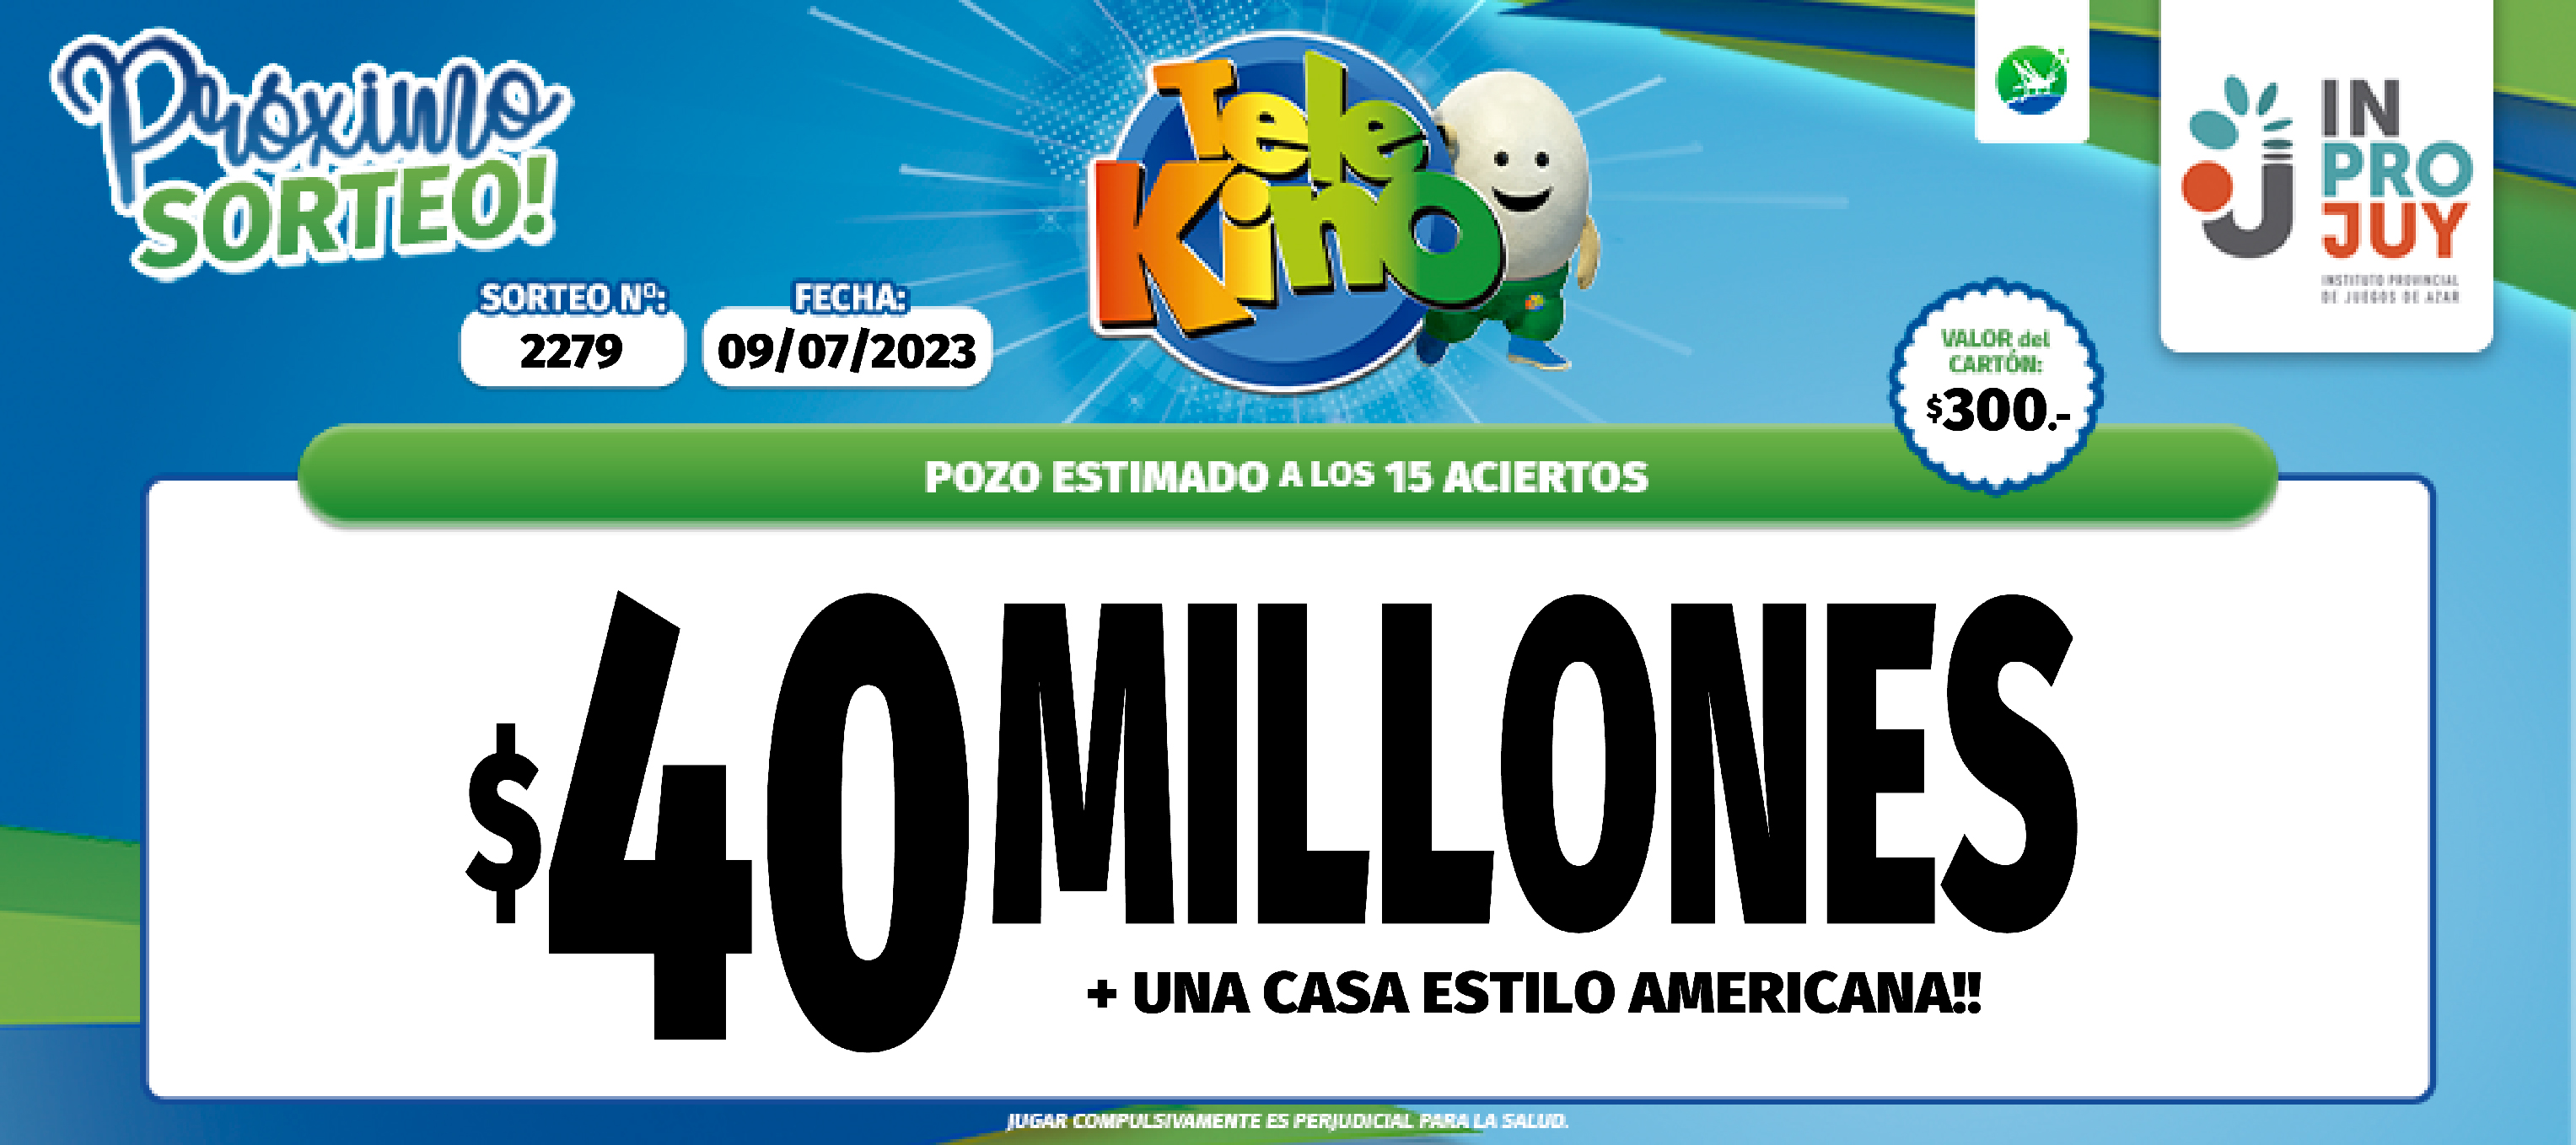 Próximo
SORTEO!
Tele
Kino
IN
PRO
JUY
INSTITUTO PROVINCIAL
DE JUEGOS DE AZAR
SORTEO Nº:
2279
FECHA:
09/07/2023
VALOR del
CARTÓN:
$300.-
POZO ESTIMADO A LOS 15 ACIERTOS
$40 MILLONES
+ UNA CASA ESTILO AMERICANA!!
JUGAR COMPULSIVAMENTE ES PERJUDICIAL PARA LA SALUD.